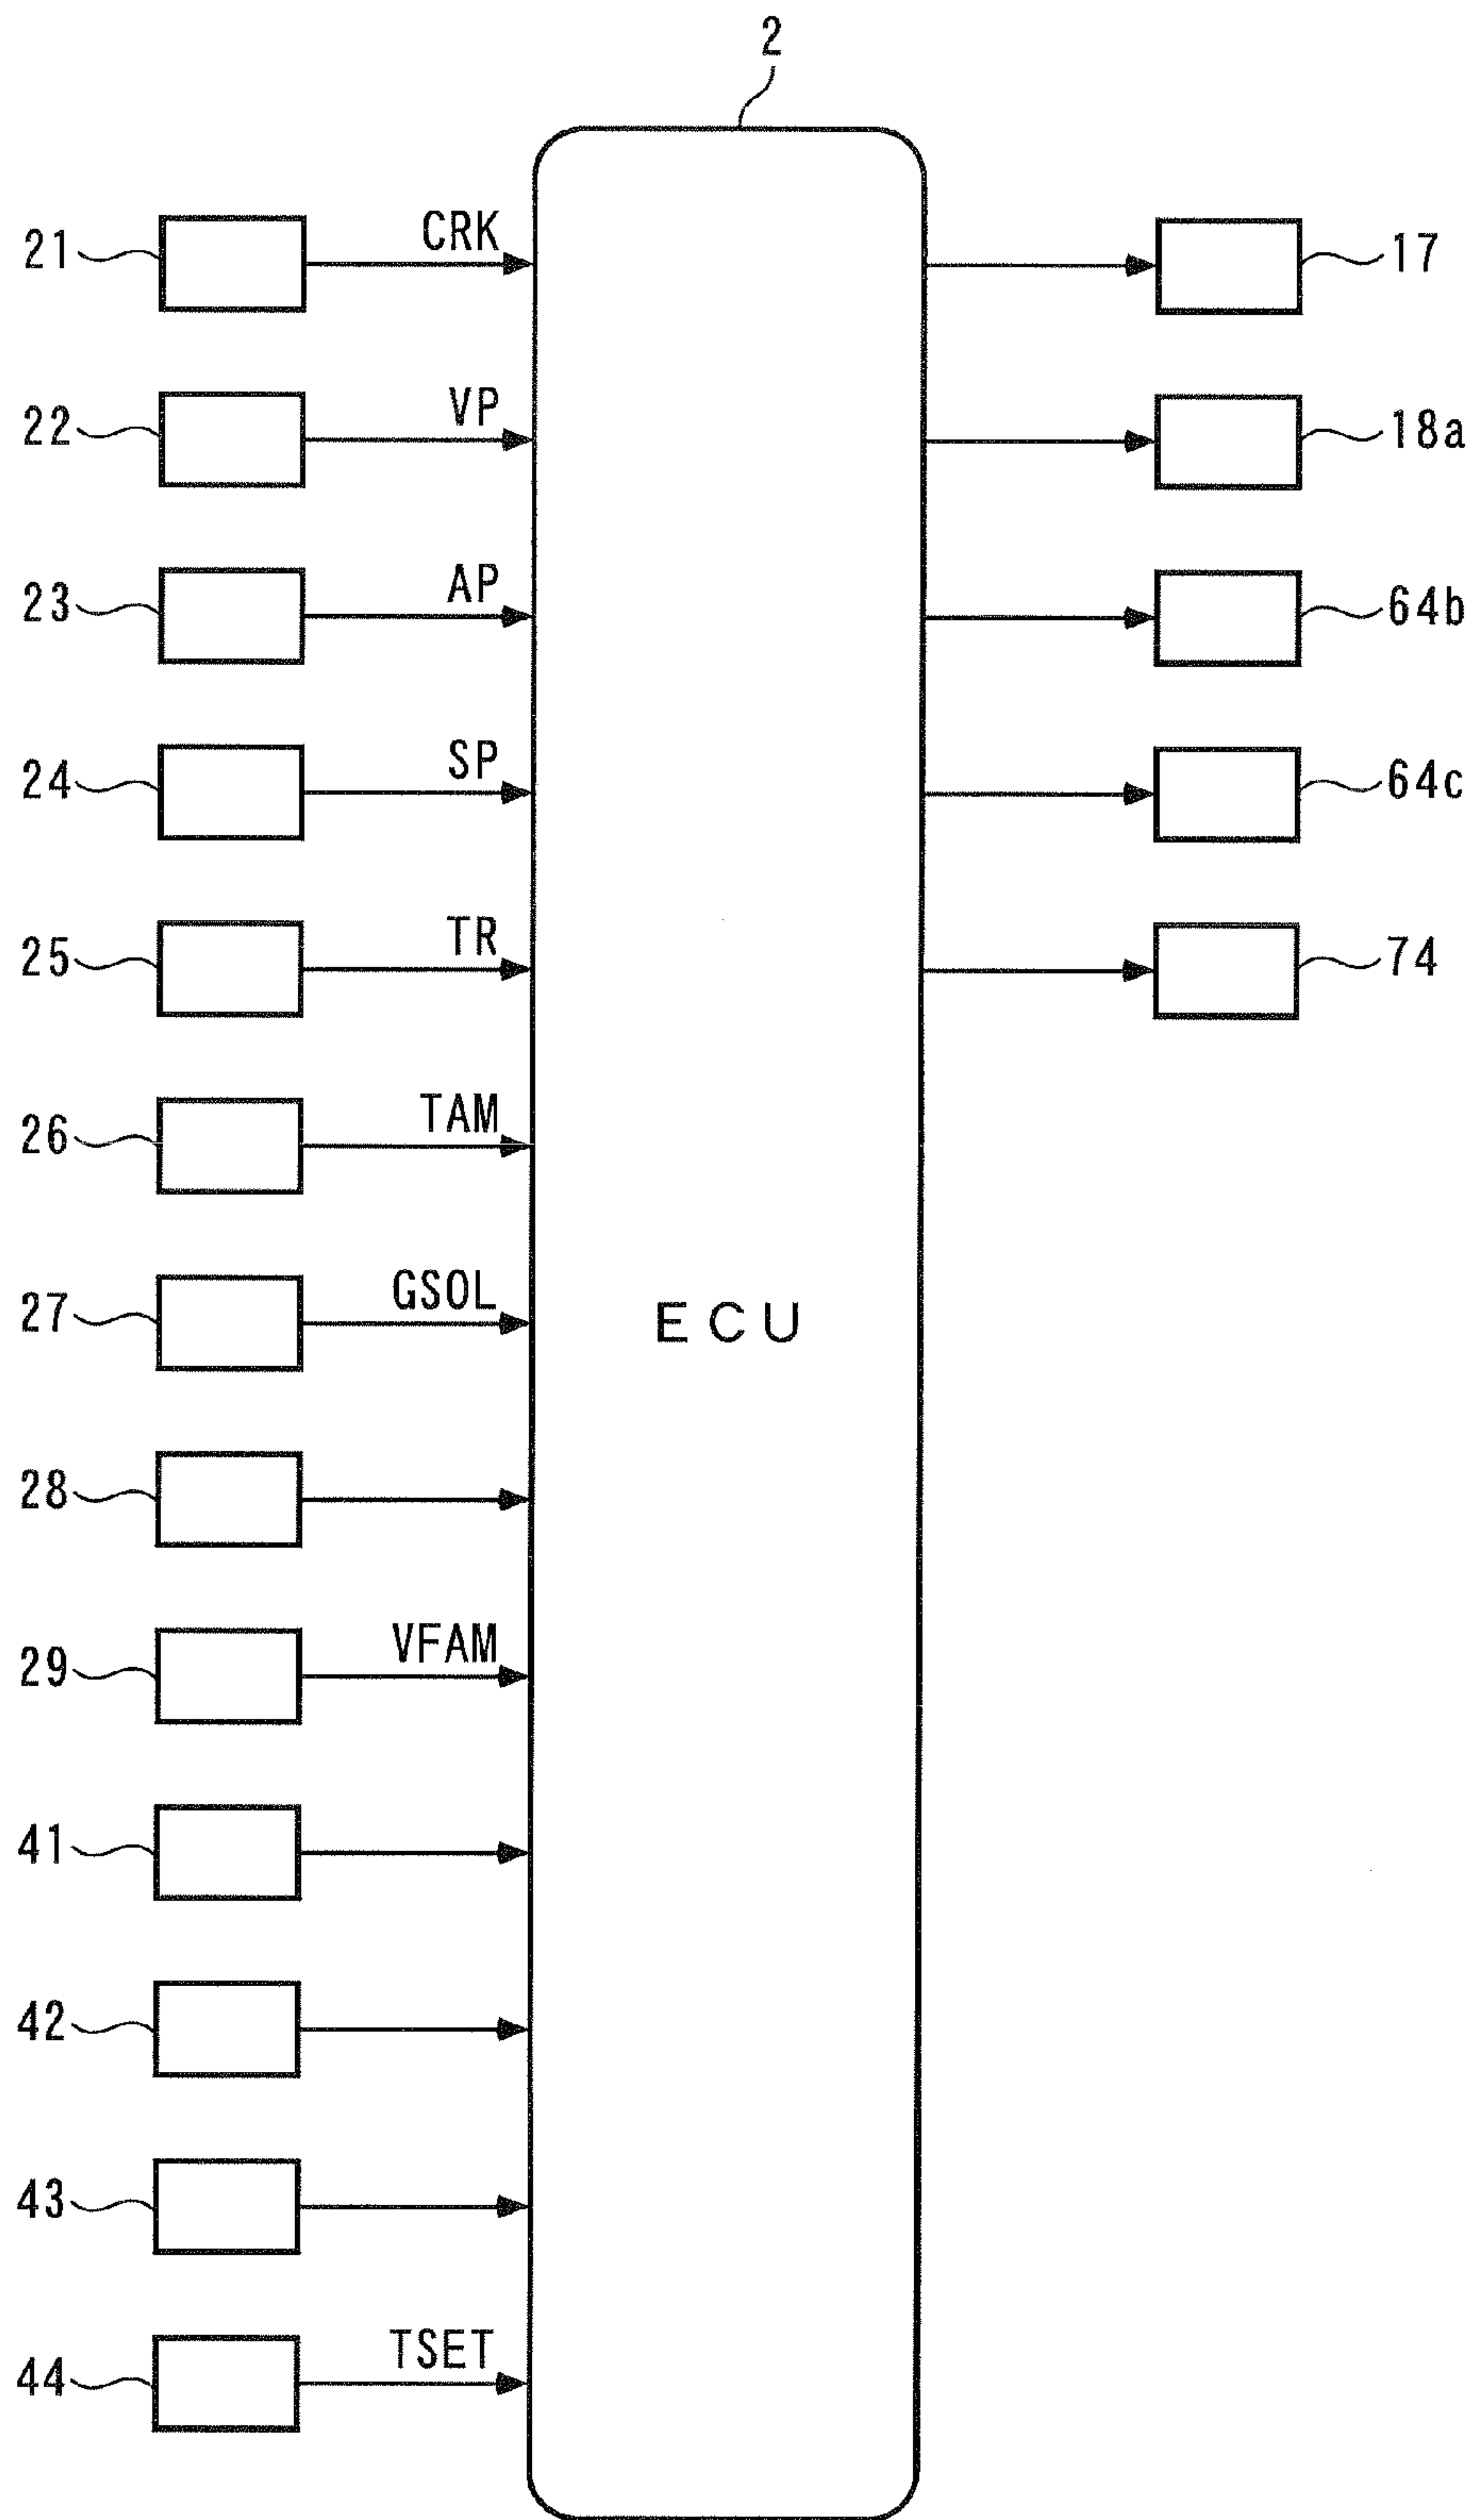 2
21 CRK 17
22 VP 18a
23 AP 64b
24 SP 64c
25 TR 74
26 TAM
27 GSOL
ECU
28
29 VFAM
41
42
43
44 TSET